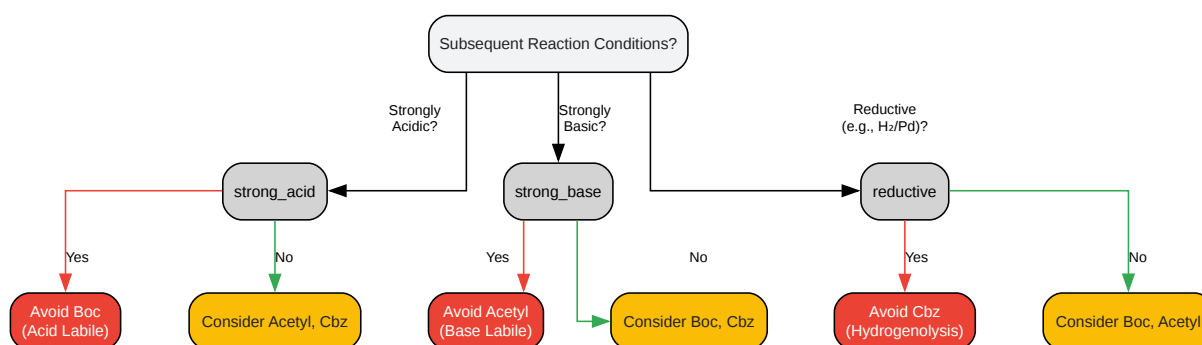 Subsequent Reaction Conditions?
Strongly
Acidic?
Strongly
Basic?
Reductive
(e.g., H₂/Pd)?
strong_acid
strong_base
reductive
Yes
No
Yes
No
Yes
No
Avoid Boc
(Acid Labile)
Consider Acetyl, Cbz
Avoid Acetyl
(Base Labile)
Consider Boc, Cbz
Avoid Cbz
(Hydrogenolysis)
Consider Boc, Acetyl